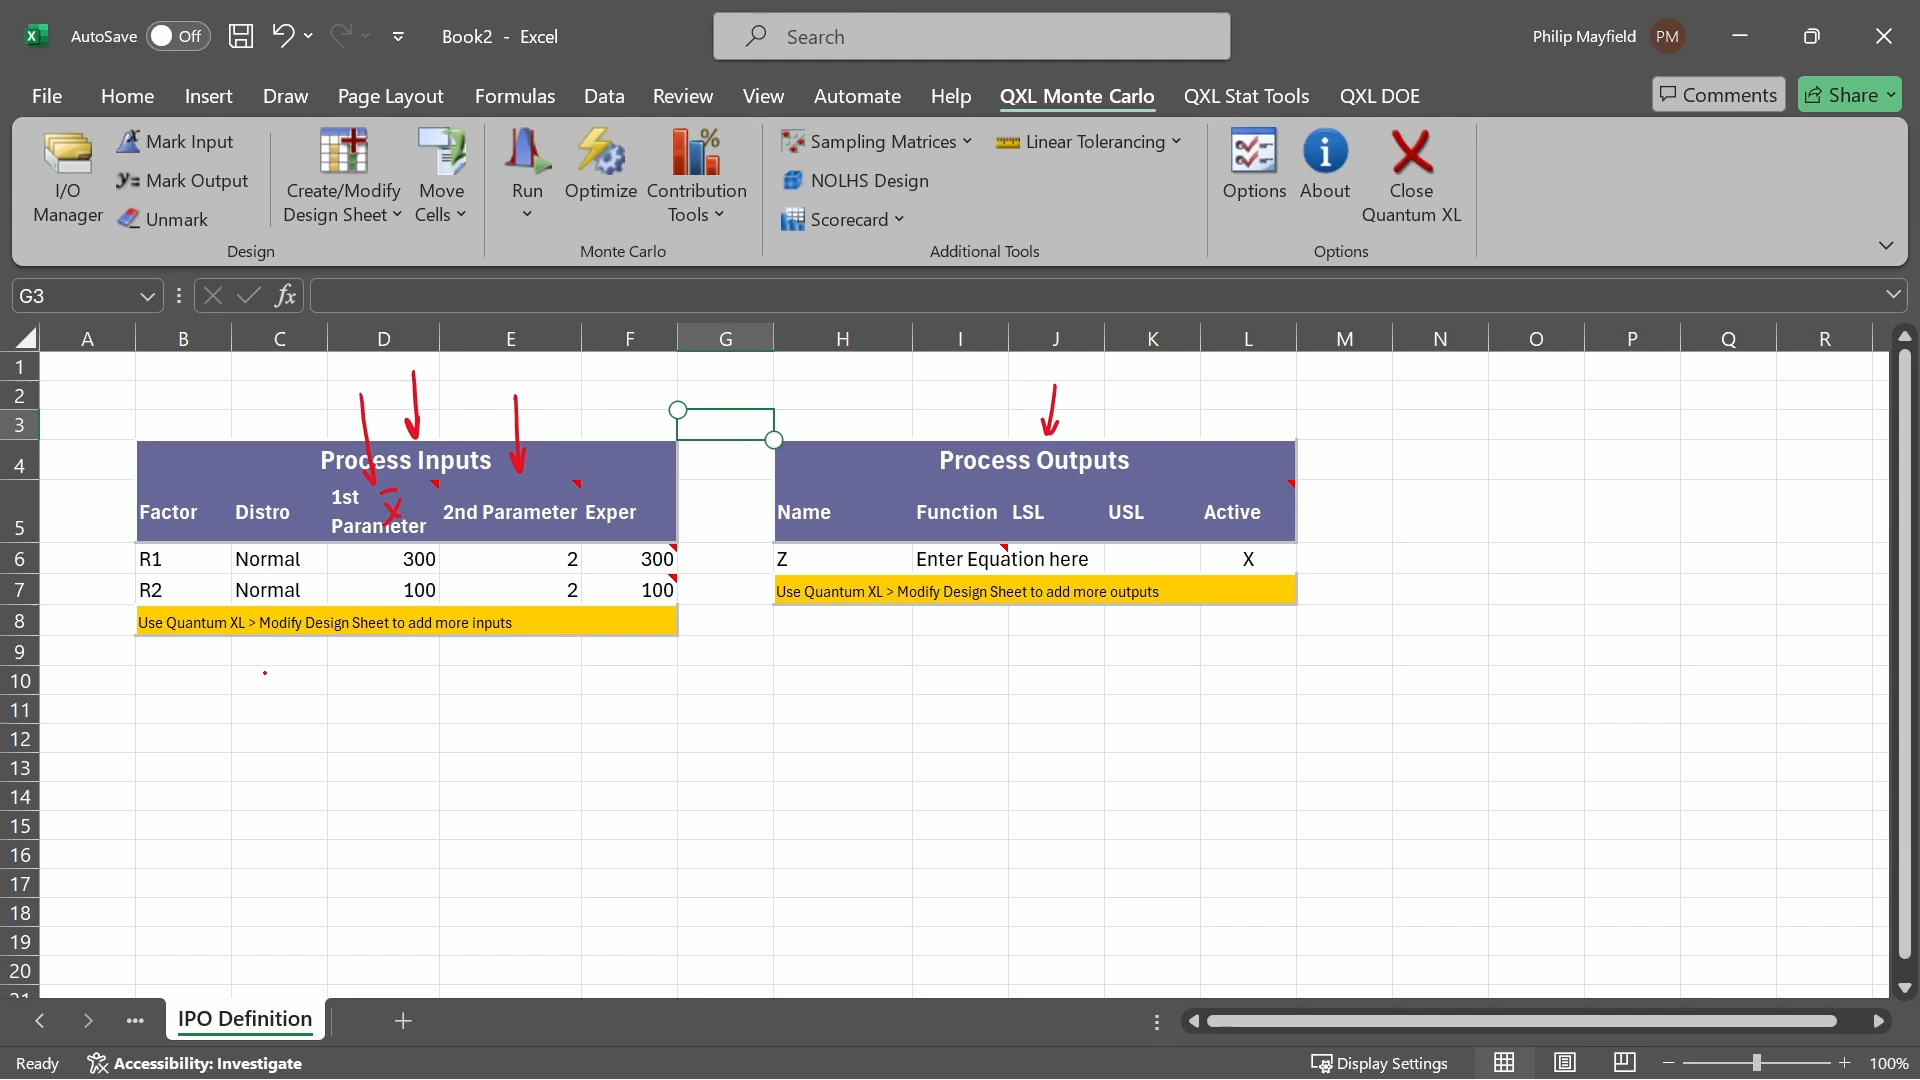 AutoSave Off Book2 - Excel Search Philip Mayfield PM
File Home Insert Draw Page Layout Formulas Data Review View Automate Help QXL Monte Carlo QXL Stat Tools QXL DOE Comments Share
I/O Manager
Mark Input
Mark Output
Unmark
Create/Modify Design Sheet
Move Cells
Design
Run
Optimize
Contribution Tools
Monte Carlo
Sampling Matrices
NOLHS Design
Scorecard
Linear Tolerancing
Additional Tools
Options
About
Close Quantum XL
Options
G3 fx
A B C D E F G H I J K L M N O P Q R
1
2
3
4 Process Inputs Process Outputs
5 Factor Distro 1st Parameter x̄ 2nd Parameter Exper Name Function LSL USL Active
6 R1 Normal 300 2 300 Z Enter Equation here X
7 R2 Normal 100 2 100 Use Quantum XL > Modify Design Sheet to add more outputs
8 Use Quantum XL > Modify Design Sheet to add more inputs
9
10
11
12
13
14
15
16
17
18
19
20
21
IPO Definition
Ready Accessibility: Investigate Display Settings 100%